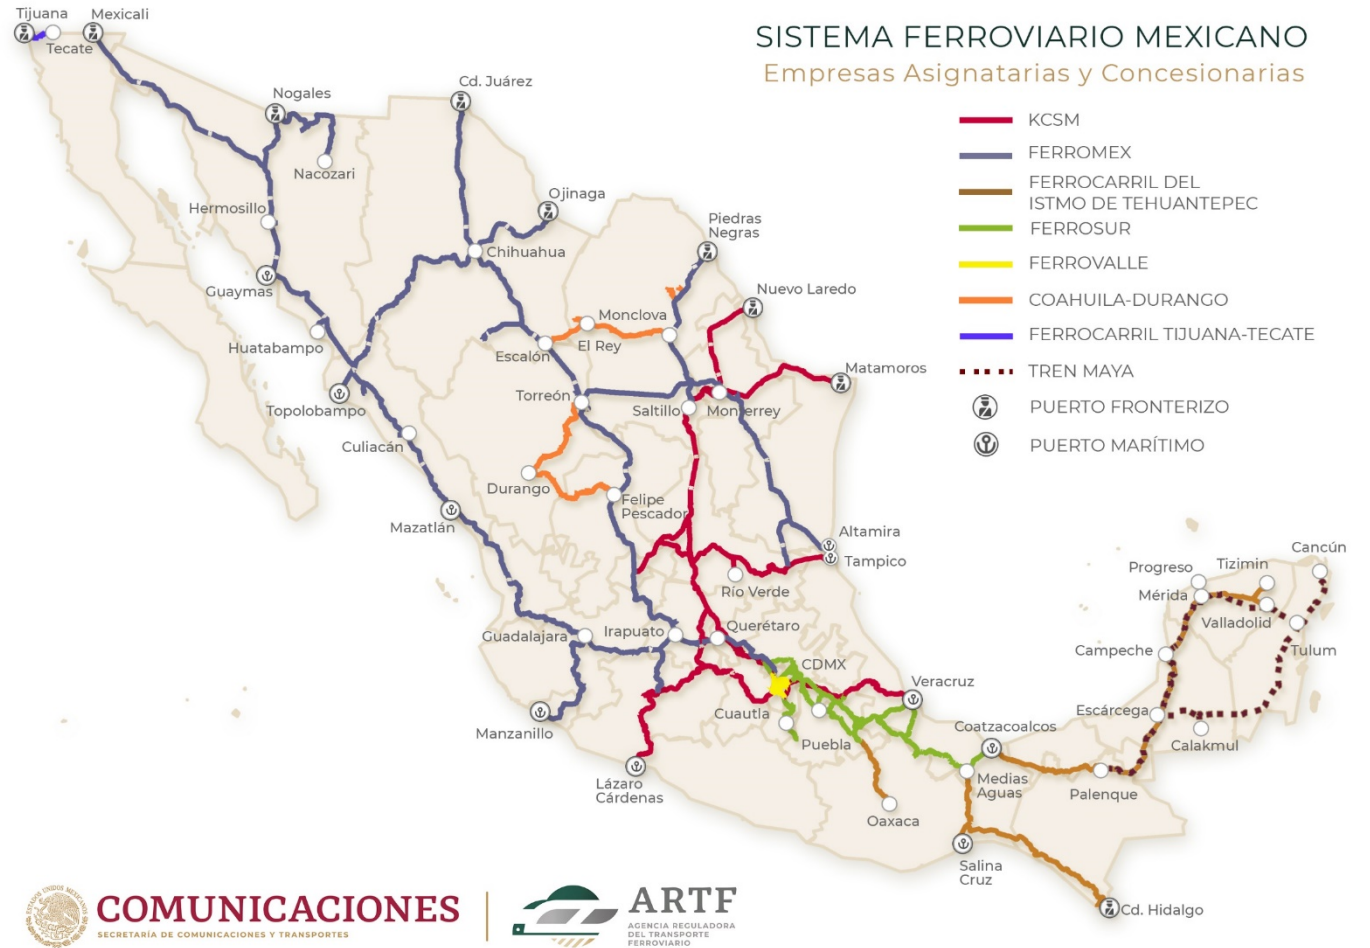 SISTEMA FERROVIARIO MEXICANO
Empresas Asignatarias y Concesionarias
KCSM
FERROMEX
FERROCARRIL DEL
ISTMO DE TEHUANTEPEC
FERROSUR
FERROVALLE
COAHUILA-DURANGO
FERROCARRIL TIJUANA-TECATE
TREN MAYA
PUERTO FRONTERIZO
PUERTO MARÍTIMO
Tijuana
Mexicali
Tecate
Nogales
Cd. Juárez
Nacozari
Ojinaga
Hermosillo
Piedras
Negras
Chihuahua
Guaymas
Nuevo Laredo
Monclova
Huatabampo
El Rey
Escalón
Matamoros
Torreón
Saltillo
Monterrey
Topolobampo
Culiacán
Durango
Felipe
Pescador
Mazatlán
Altamira
Tampico
Río Verde
Cancún
Tizimin
Progreso
Mérida
Valladolid
Guadalajara
Irapuato
Querétaro
Tulum
Campeche
CDMX
Veracruz
Cuautla
Escárcega
Coatzacoalcos
Manzanillo
Puebla
Calakmul
Lázaro
Cárdenas
Medias
Aguas
Palenque
Oaxaca
Salina
Cruz
Cd. Hidalgo
ESTADOS UNIDOS MEXICANOS
COMUNICACIONES
SECRETARÍA DE COMUNICACIONES Y TRANSPORTES
ARTF
AGENCIA REGULADORA
DEL TRANSPORTE
FERROVIARIO